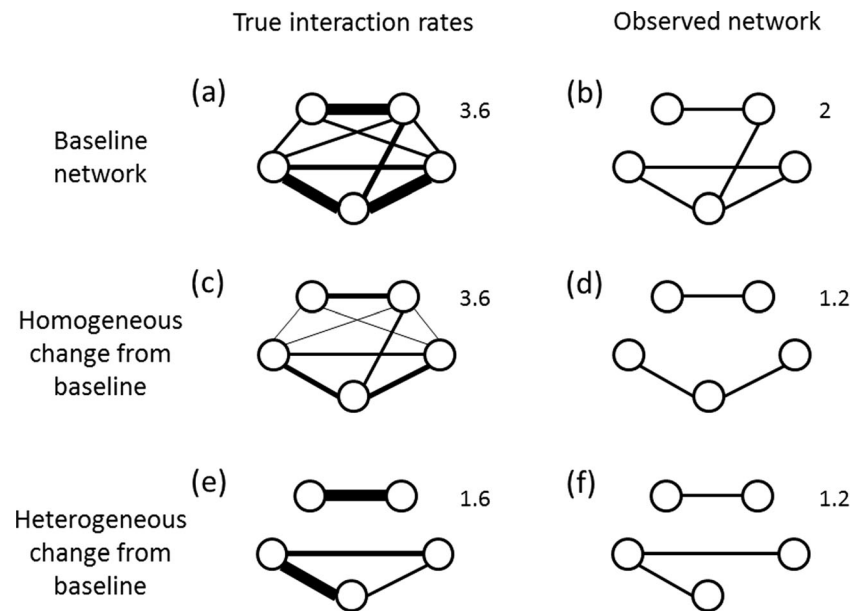 True interaction rates
Observed network
(a)
3.6
(b)
2
Baseline
network
(c)
3.6
(d)
1.2
Homogeneous
change from
baseline
(e)
1.6
(f)
1.2
Heterogeneous
change from
baseline